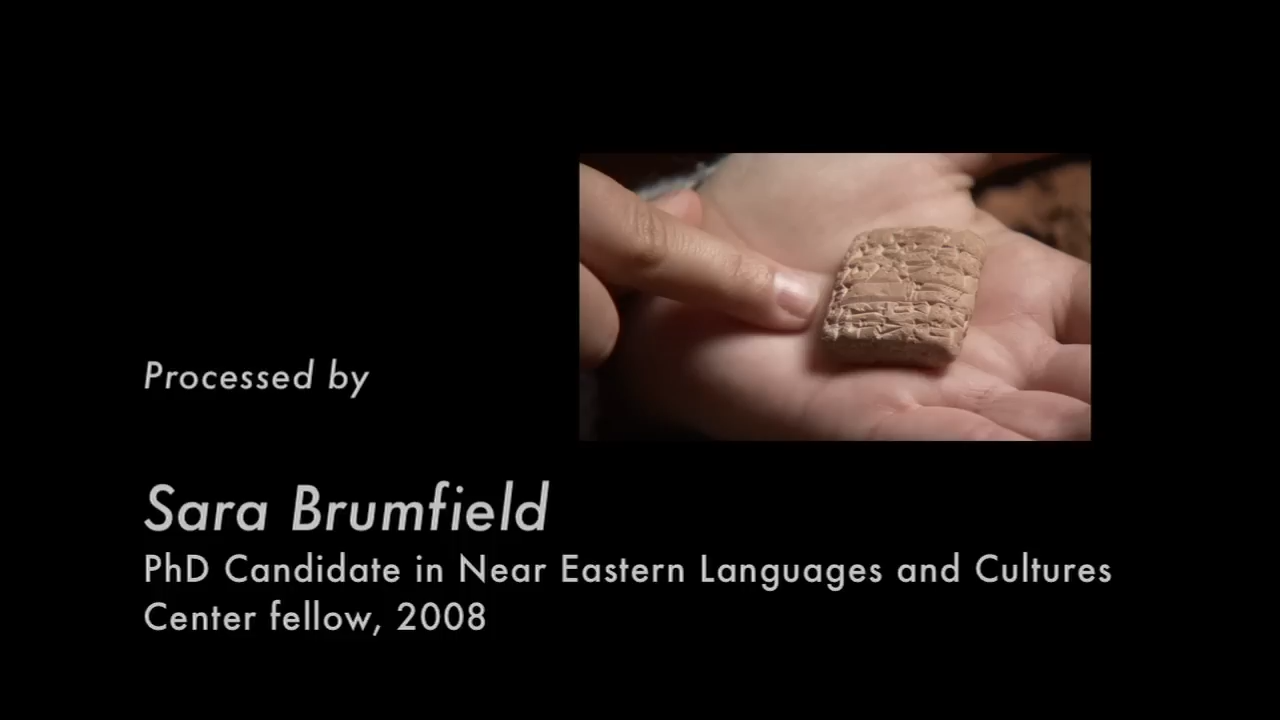 Processed by
Sara Brumfield
PhD Candidate in Near Eastern Languages and Cultures
Center fellow, 2008